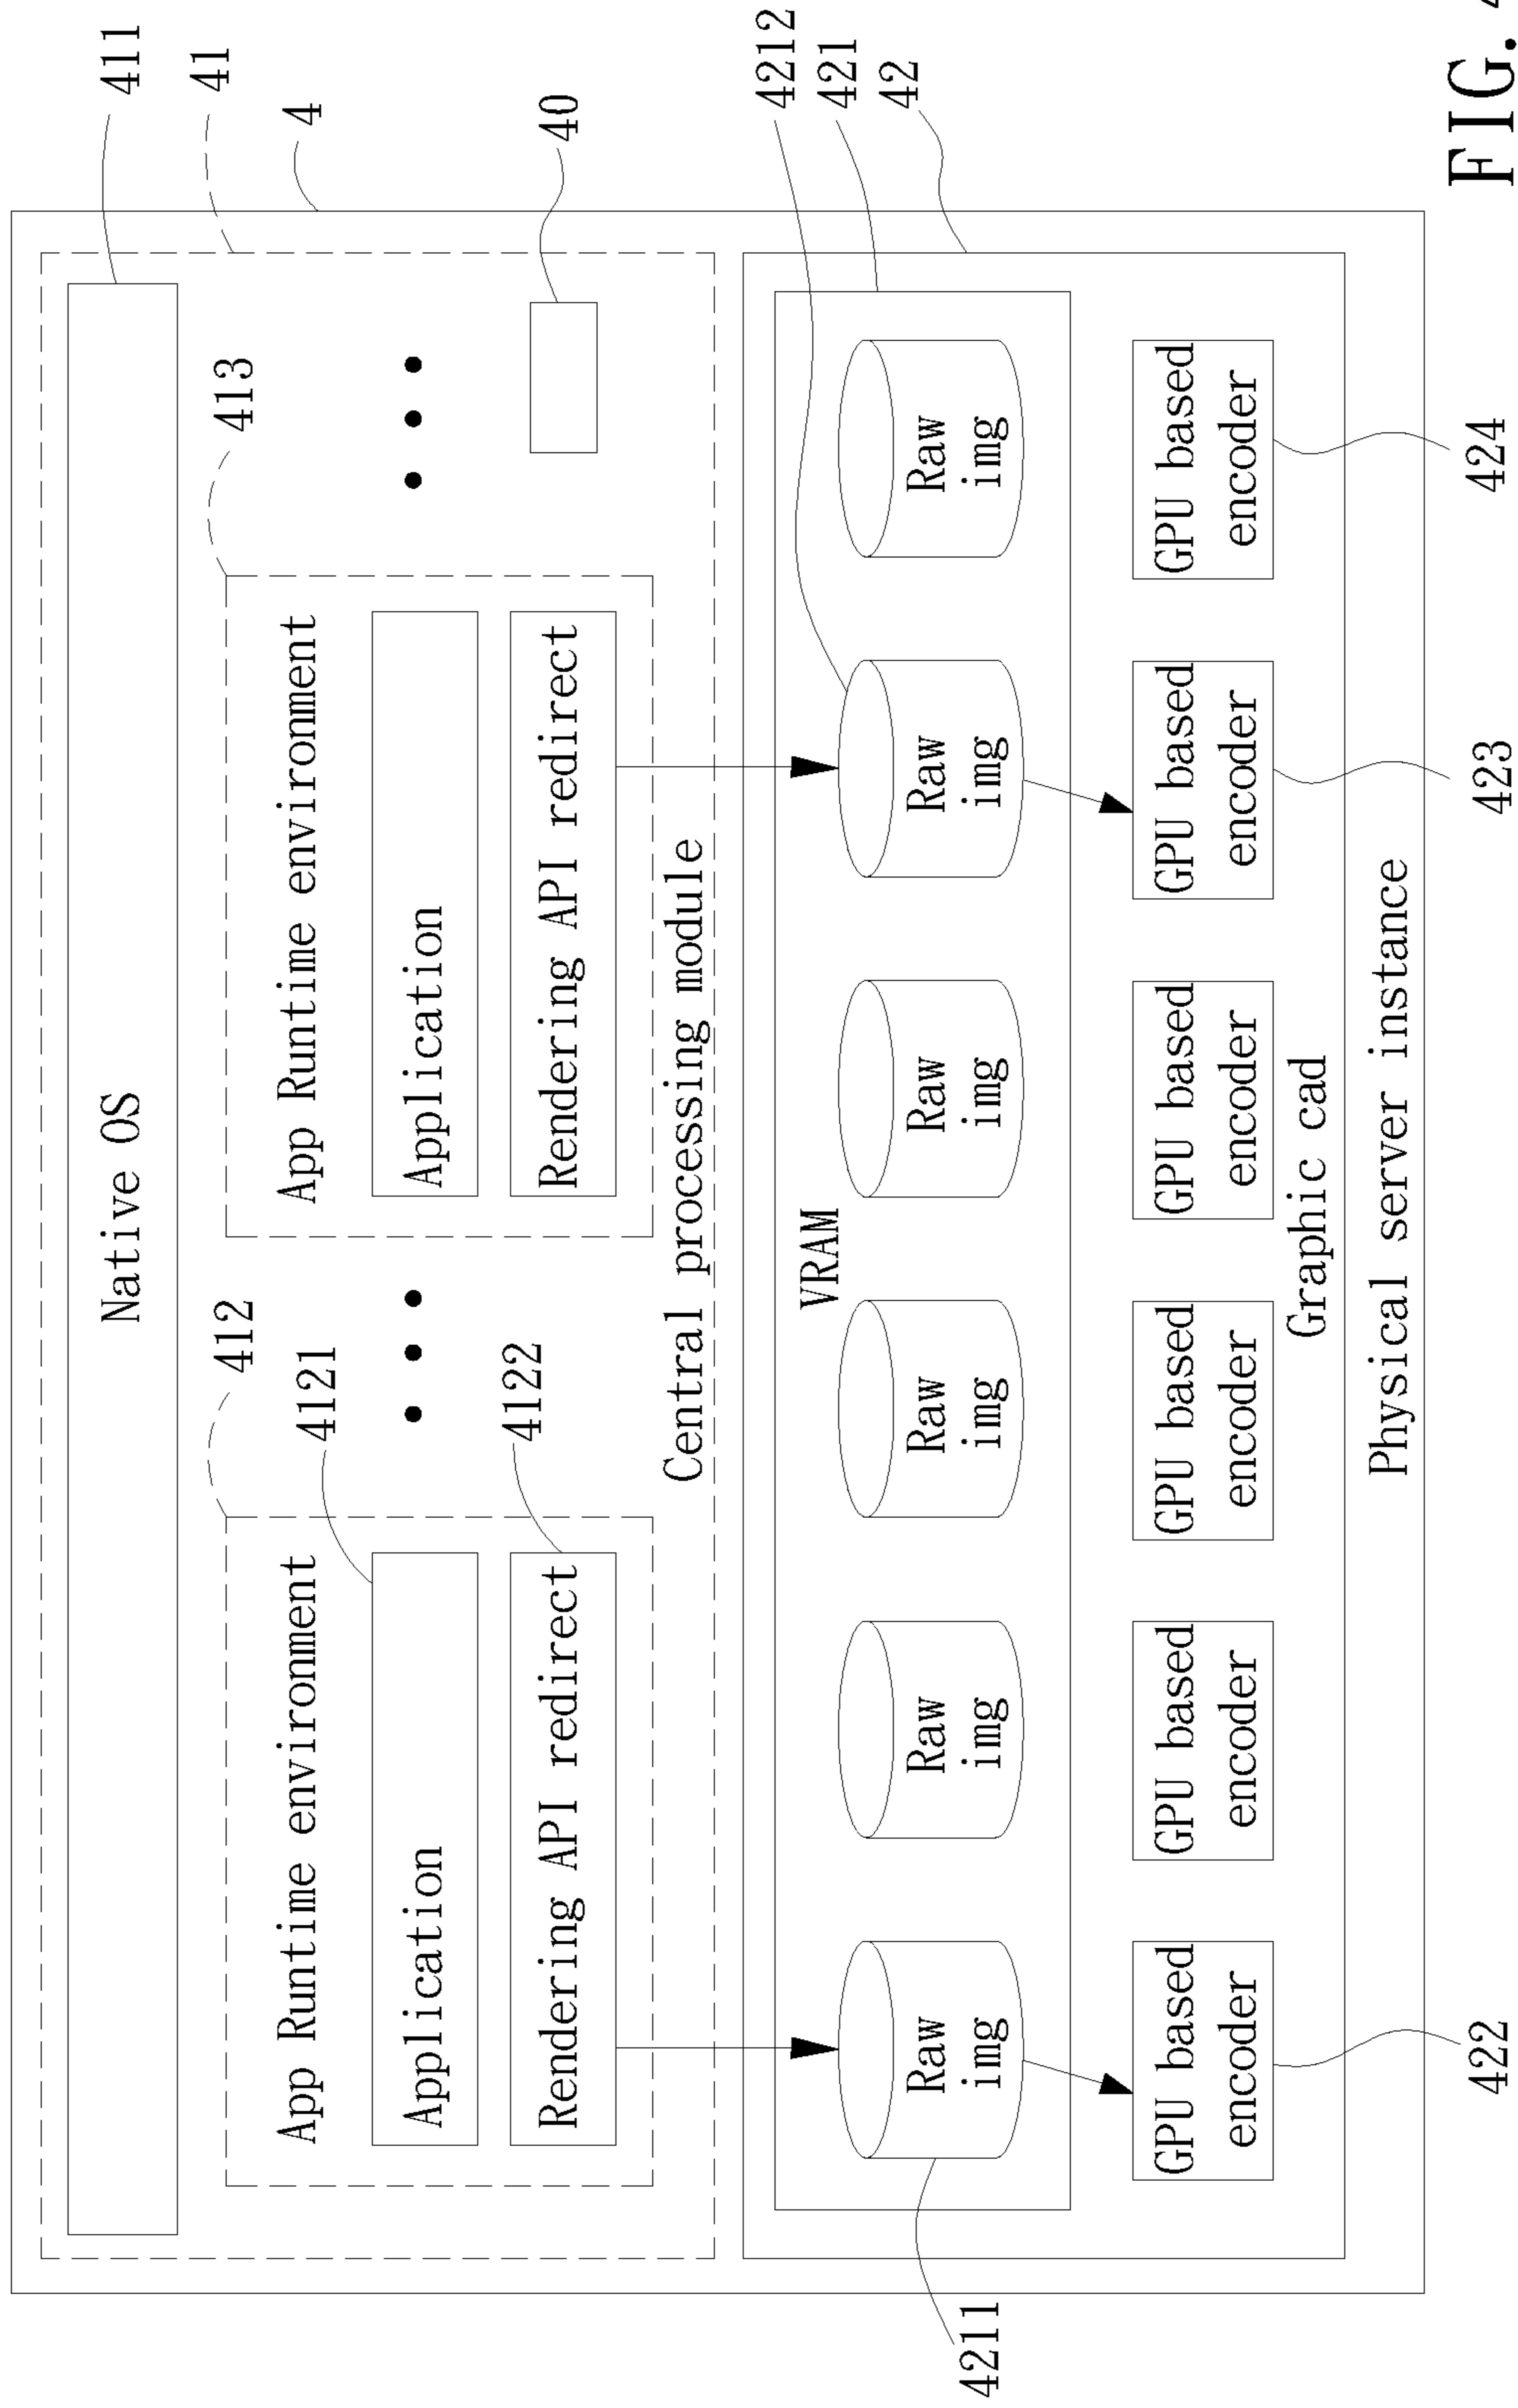 Native OS
411
41
412
413
4
App Runtime environment
App Runtime environment
4121
Application
Application
40
Rendering API redirect
4122
Rendering API redirect
Central processing module
4212
VRAM
421
42
Raw
img
Raw
img
Raw
img
Raw
img
Raw
img
Raw
img
4211
GPU based
encoder
GPU based
encoder
GPU based
encoder
GPU based
encoder
GPU based
encoder
GPU based
encoder
Graphic cad
Physical server instance
422
423
424
FIG.